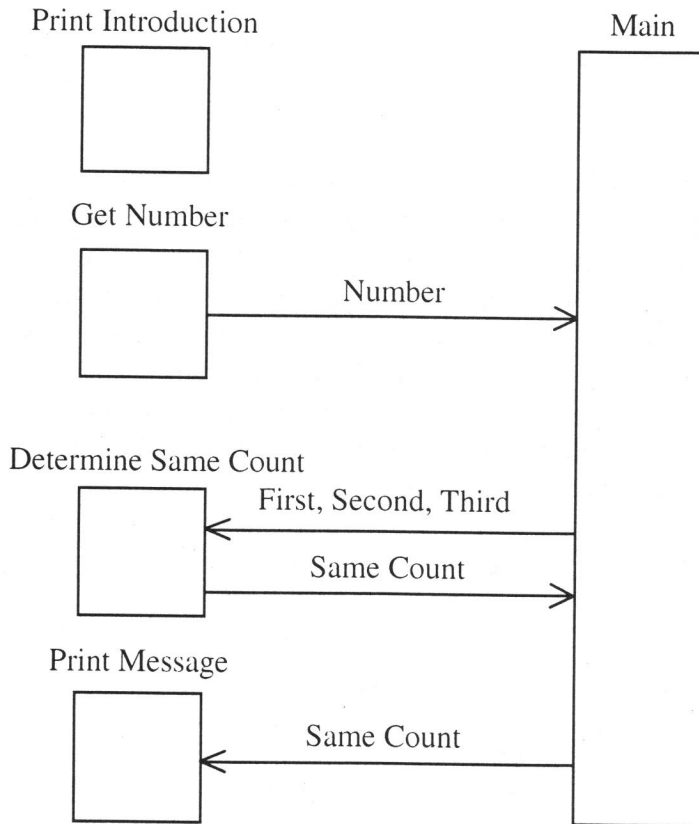 Print Introduction
Main
Get Number
Number
Determine Same Count
First, Second, Third
Same Count
Print Message
Same Count